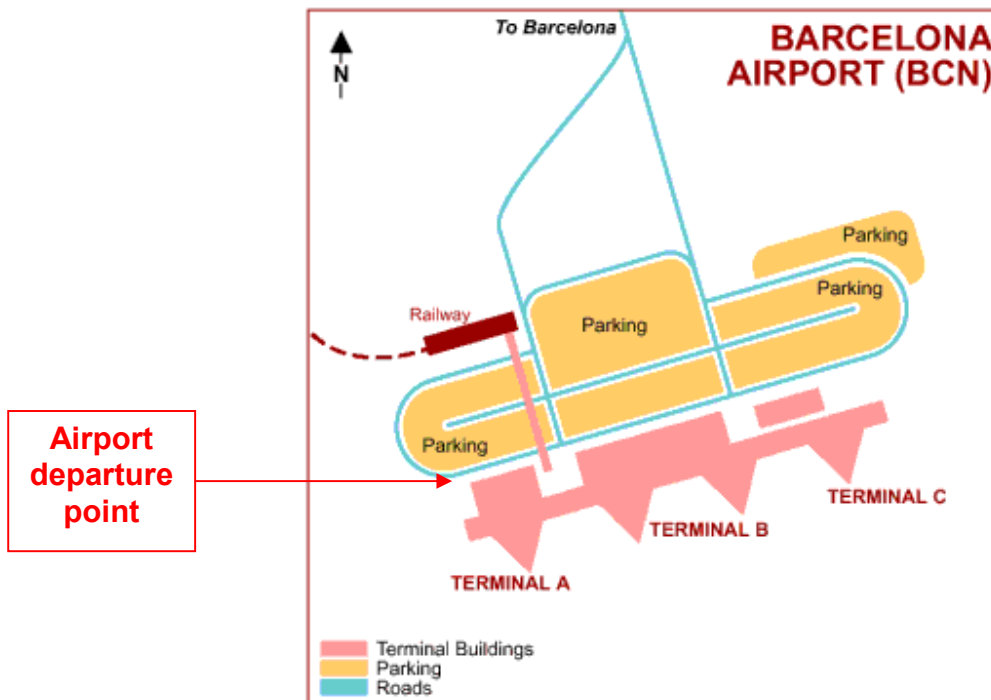 To Barcelona
BARCELONA
AIRPORT (BCN)
N
Parking
Parking
Railway
Parking
Airport
departure
point
Parking
TERMINAL C
TERMINAL B
TERMINAL A
Terminal Buildings
Parking
Roads